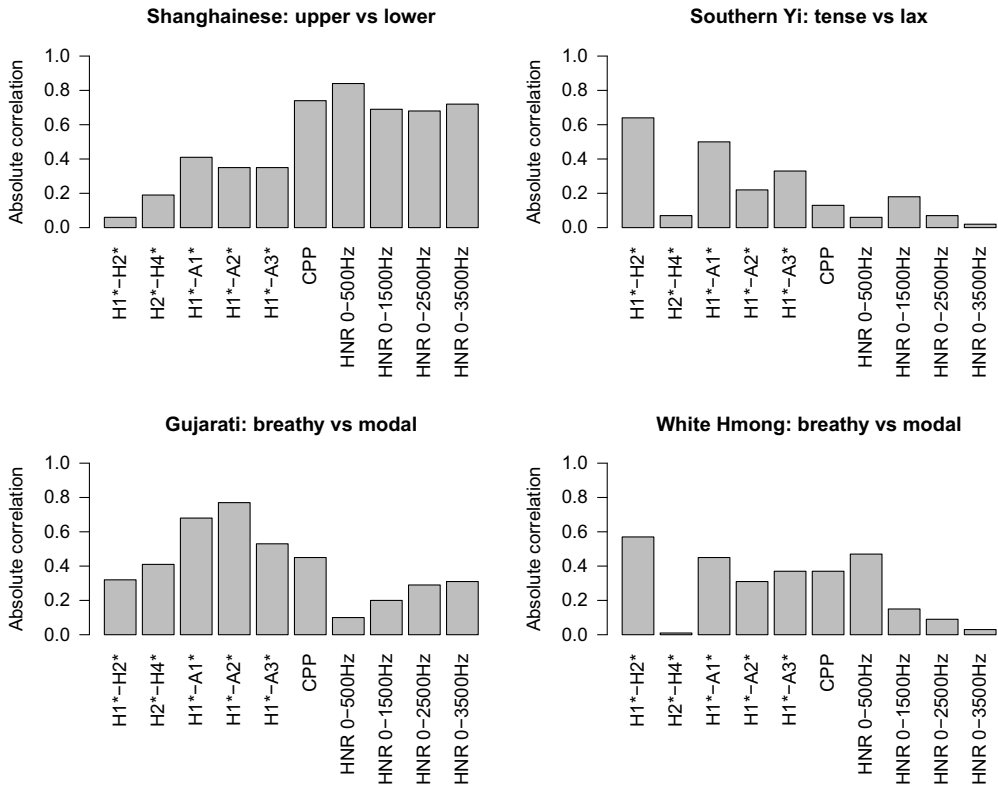 Shanghainese: upper vs lower
Absolute correlation
1.0
0.8
0.6
0.4
0.2
0.0
H1*−H2*
H2*−H4*
H1*−A1*
H1*−A2*
H1*−A3*
CPP
HNR 0−500Hz
HNR 0−1500Hz
HNR 0−2500Hz
HNR 0−3500Hz
Southern Yi: tense vs lax
Absolute correlation
1.0
0.8
0.6
0.4
0.2
0.0
H1*−H2*
H2*−H4*
H1*−A1*
H1*−A2*
H1*−A3*
CPP
HNR 0−500Hz
HNR 0−1500Hz
HNR 0−2500Hz
HNR 0−3500Hz
Gujarati: breathy vs modal
Absolute correlation
1.0
0.8
0.6
0.4
0.2
0.0
H1*−H2*
H2*−H4*
H1*−A1*
H1*−A2*
H1*−A3*
CPP
HNR 0−500Hz
HNR 0−1500Hz
HNR 0−2500Hz
HNR 0−3500Hz
White Hmong: breathy vs modal
Absolute correlation
1.0
0.8
0.6
0.4
0.2
0.0
H1*−H2*
H2*−H4*
H1*−A1*
H1*−A2*
H1*−A3*
CPP
HNR 0−500Hz
HNR 0−1500Hz
HNR 0−2500Hz
HNR 0−3500Hz